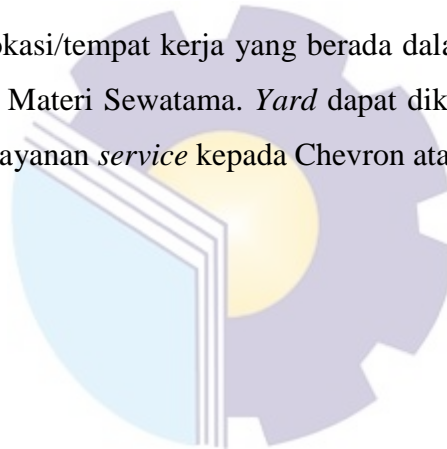 okasi/tempat kerja yang berada dala
Materi Sewatama. Yard dapat dik
ayanan service kepada Chevron ata